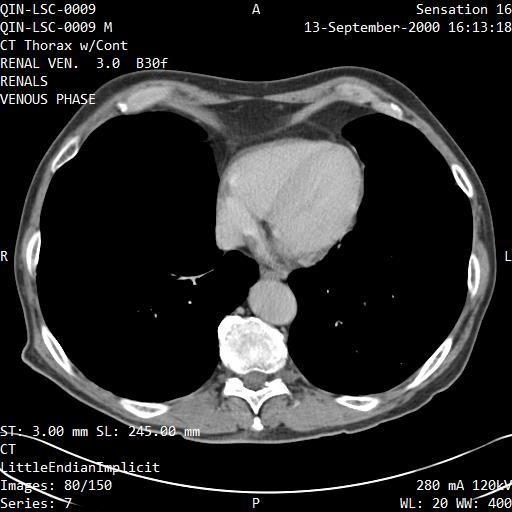 QIN-LSC-0009
QIN-LSC-0009 M
CT Thorax w/Cont
RENAL VEN. 3.0 B30f
RENALS
VENOUS PHASE
A
Sensation 16
13-September-2000 16:13:18
R
L
ST: 3.00 mm SL: 245.00 mm
CT
LittleEndianImplicit
Images: 80/150
Series: 7
P
280 mA 120kV
WL: 20 WW: 400